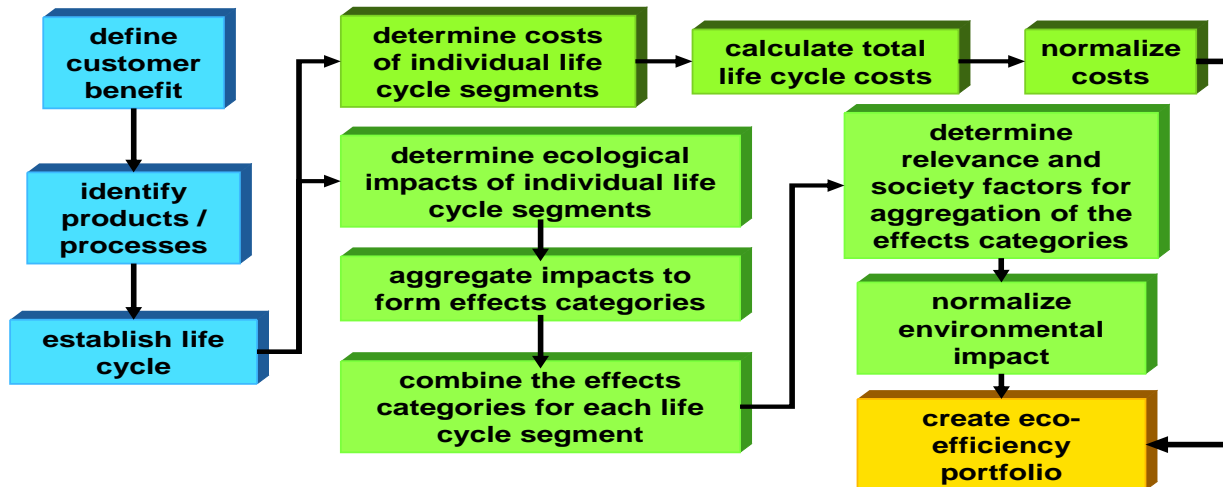 define
customer
benefit
identify
products /
processes
establish life
cycle
determine costs
of individual life
cycle segments
calculate total
life cycle costs
normalize
costs
determine ecological
impacts of individual life
cycle segments
aggregate impacts to
form effects categories
combine the effects
categories for each life
cycle segment
determine
relevance and
society factors for
aggregation of the
effects categories
normalize
environmental
impact
create eco-
efficiency
portfolio